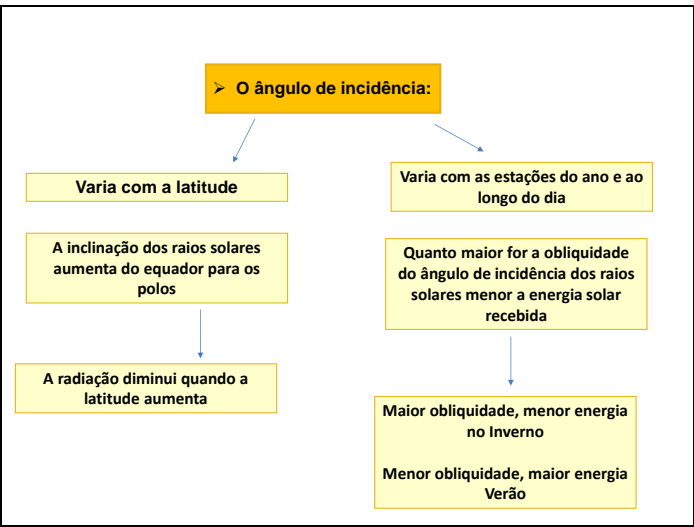 ➢ O ângulo de incidência:
Varia com a latitude
A inclinação dos raios solares
aumenta do equador para os
polos
A radiação diminui quando a
latitude aumenta
Varia com as estações do ano e ao
longo do dia
Quanto maior for a obliquidade
do ângulo de incidência dos raios
solares menor a energia solar
recebida
Maior obliquidade, menor energia
no Inverno
Menor obliquidade, maior energia
Verão